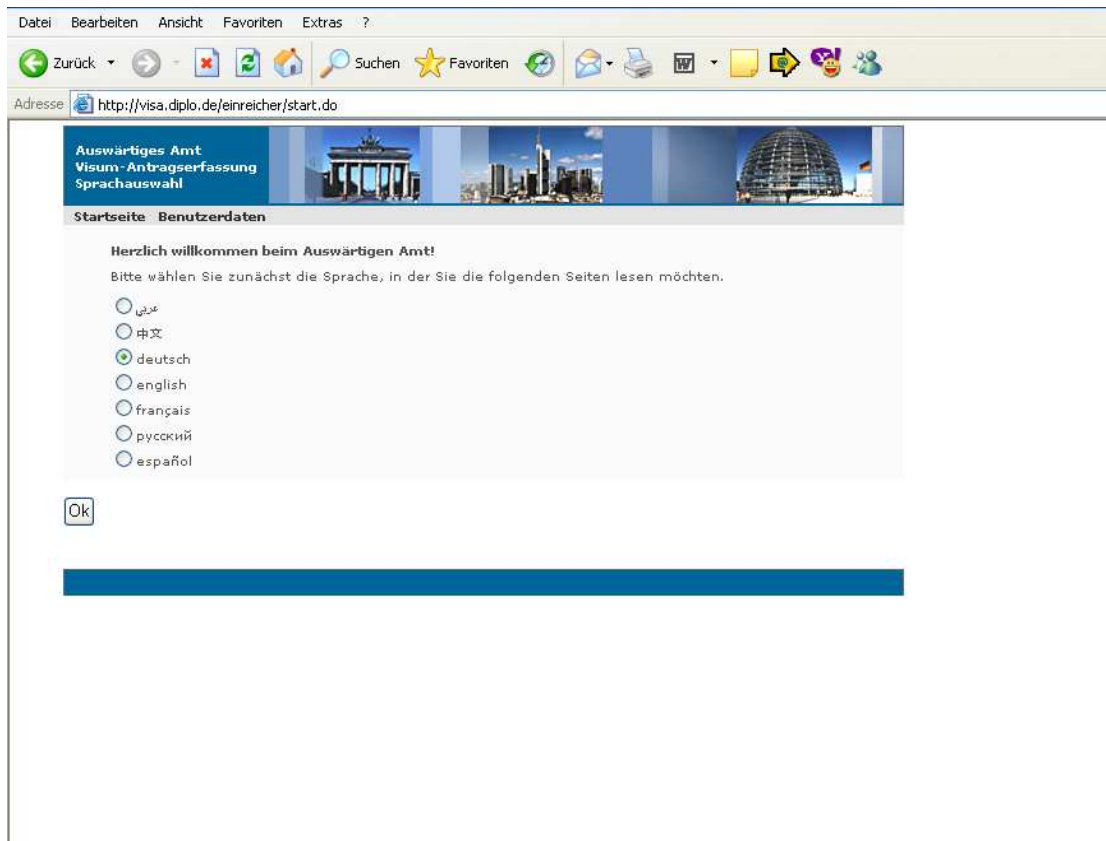 Datei Bearbeiten Ansicht Favoriten Extras ?
Zurück Suchen Favoriten
Adresse http://visa.diplo.de/einreicher/start.do
Auswärtiges Amt
Visum-Antragserfassung
Sprachauswahl
Startseite Benutzerdaten
Herzlich willkommen beim Auswärtigen Amt!
Bitte wählen Sie zunächst die Sprache, in der Sie die folgenden Seiten lesen möchten.
عربي
中文
deutsch
english
français
русский
español
Ok